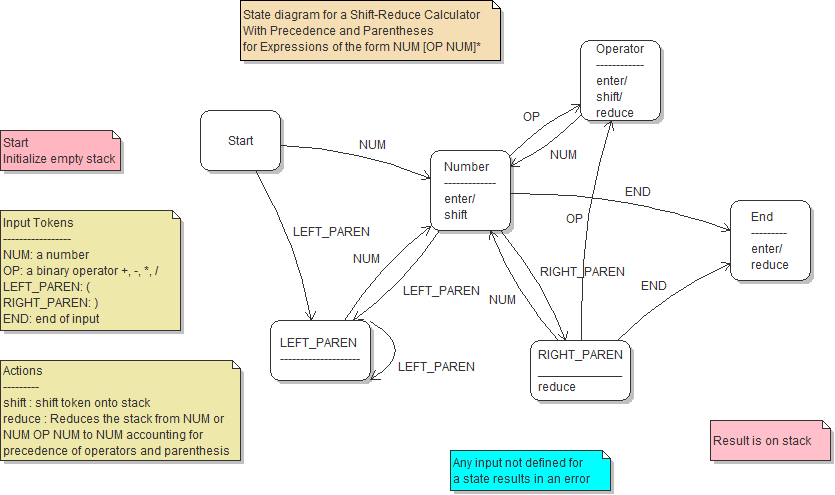 State diagram for a Shift-Reduce Calculator
With Precedence and Parentheses
for Expressions of the form NUM [OP NUM]*
Operator
------------
enter/
shift/
reduce
OP
NUM
Start
NUM
Number
-------------
enter/
shift
END
End
---------
enter/
reduce
Start
Initialize empty stack
LEFT_PAREN
NUM
LEFT_PAREN
OP
RIGHT_PAREN
NUM
END
Input Tokens
-----------------
NUM: a number
OP: a binary operator +, -, *, /
LEFT_PAREN: (
RIGHT_PAREN: )
END: end of input
LEFT_PAREN
--------------------
LEFT_PAREN
RIGHT_PAREN
_____________
reduce
Actions
---------
shift : shift token onto stack
reduce : Reduces the stack from NUM or
NUM OP NUM to NUM accounting for
precedence of operators and parenthesis
Any input not defined for
a state results in an error
Result is on stack